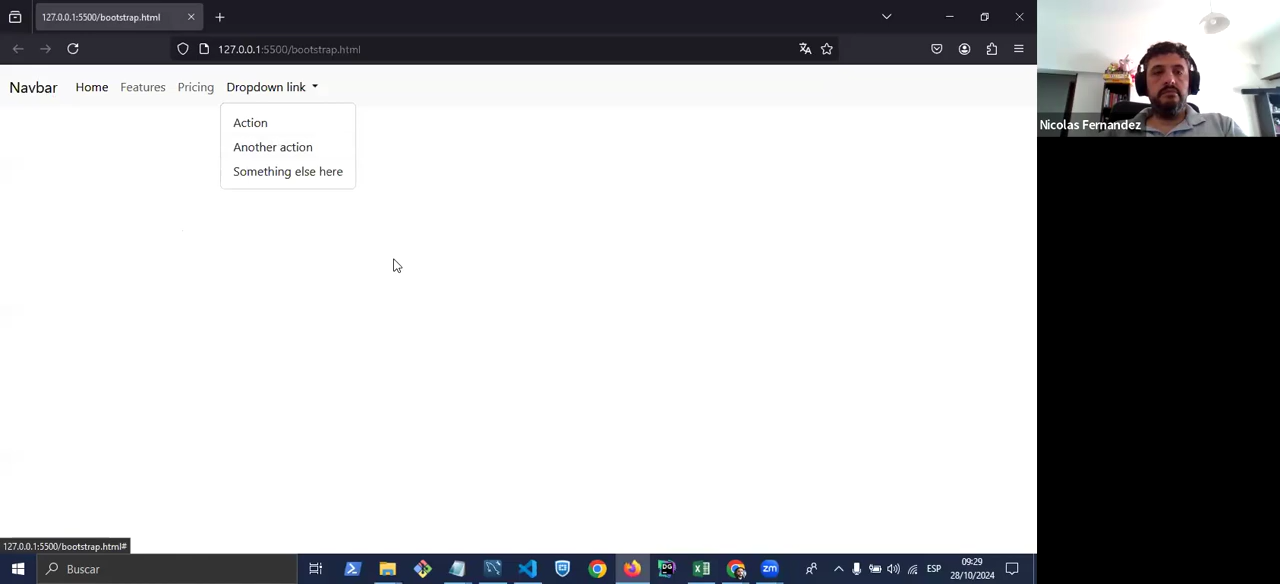 127.0.0.1:5500/bootstrap.html
127.0.0.1:5500/bootstrap.html
Navbar Home Features Pricing Dropdown link
Action
Another action
Something else here
Nicolas Fernandez
127.0.0.1:5500/bootstrap.html#
Buscar
zm
ESP
09:29
28/10/2024